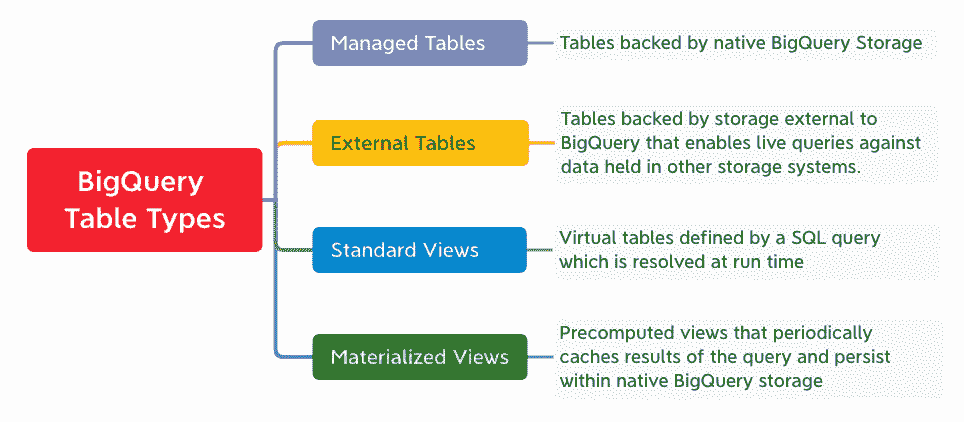 BigQuery
Table Types
Managed Tables
Tables backed by native BigQuery Storage
External Tables
Tables backed by storage external to
BigQuery that enables live queries against
data held in other storage systems.
Standard Views
Virtual tables defined by a SQL query
which is resolved at run time
Materialized Views
Precomputed views that periodically
caches results of the query and persist
within native BigQuery storage